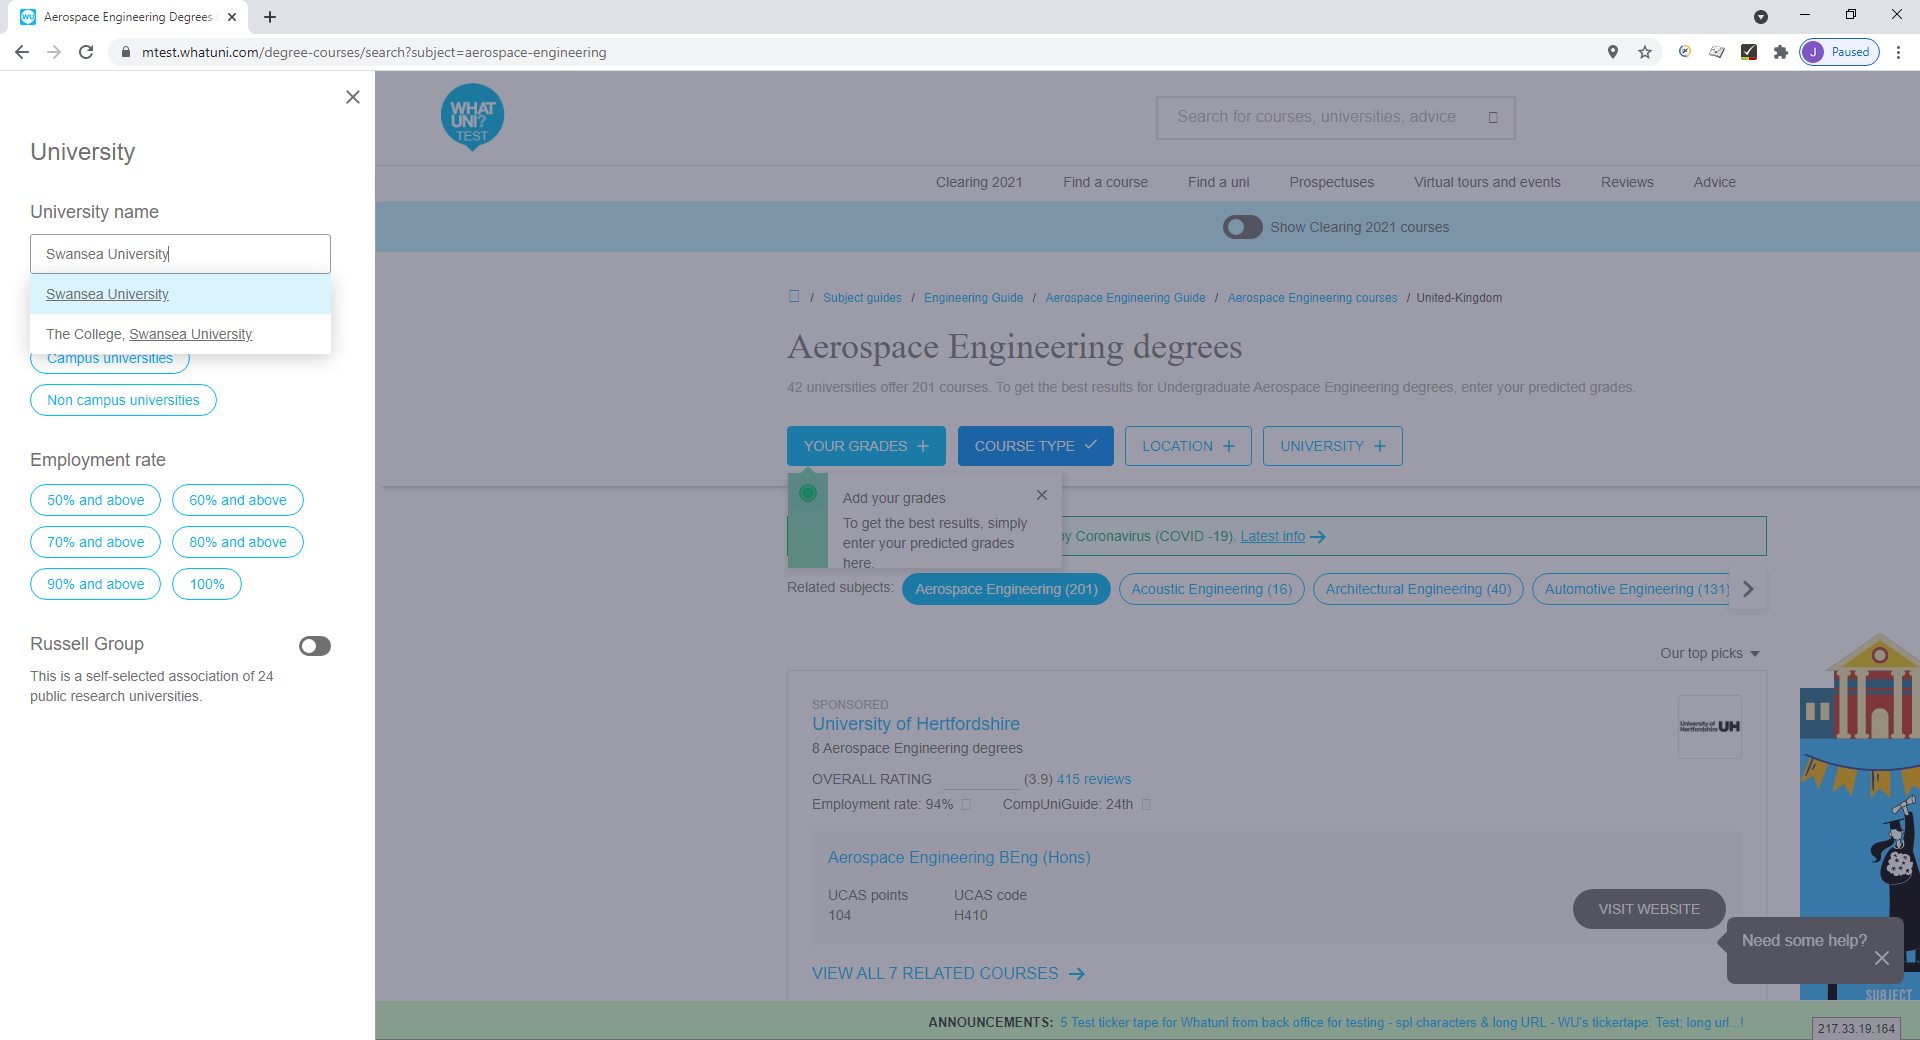 Aerospace Engineering Degrees
mtest.whatuni.com/degree-courses/search?subject=aerospace-engineering
J Paused
University
University name
Swansea University
Swansea University
The College, Swansea University
Campus universities
Non campus universities
Employment rate
50% and above
60% and above
70% and above
80% and above
90% and above
100%
Russell Group
This is a self-selected association of 24
public research universities.
WHAT
UNI?
TEST
Search for courses, universities, advice
Clearing 2021 Find a course Find a uni Prospectuses Virtual tours and events Reviews Advice
Show Clearing 2021 courses
/ Subject guides / Engineering Guide / Aerospace Engineering Guide / Aerospace Engineering courses / United-Kingdom
Aerospace Engineering degrees
42 universities offer 201 courses. To get the best results for Undergraduate Aerospace Engineering degrees, enter your predicted grades.
YOUR GRADES
COURSE TYPE
LOCATION
UNIVERSITY
Add your grades
To get the best results, simply
enter your predicted grades
here.
by Coronavirus (COVID -19). Latest info
Related subjects: Aerospace Engineering (201) Acoustic Engineering (16) Architectural Engineering (40) Automotive Engineering (131)
Our top picks
SPONSORED
University of Hertfordshire
8 Aerospace Engineering degrees
University of
Hertfordshire UH
OVERALL RATING (3.9) 415 reviews
Employment rate: 94% CompUniGuide: 24th
Aerospace Engineering BEng (Hons)
UCAS points UCAS code
104 H410
VISIT WEBSITE
Need some help?
VIEW ALL 7 RELATED COURSES
SUBJECT
ANNOUNCEMENTS: 5 Test ticker tape for Whatuni from back office for testing - spl characters & long URL - WU's tickertape: Test; long url...!
217.33.19.164